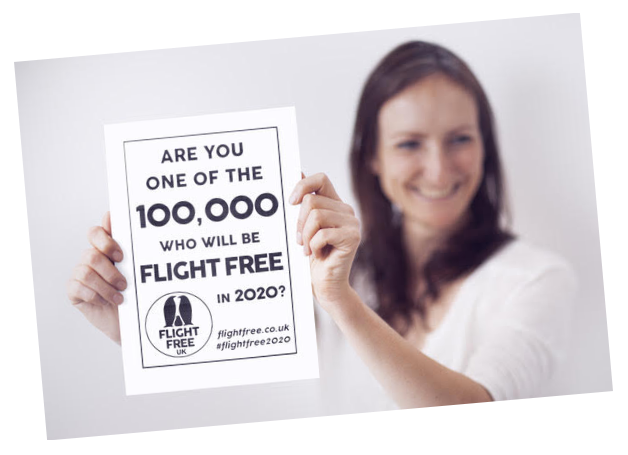 ARE YOU
ONE OF THE
100,000
WHO WILL BE
FLIGHT FREE
IN 2020?
FLIGHT
FREE
UK
flightfree.co.uk
#flightfree2020